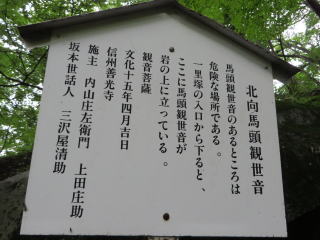 北向馬頭観世音
馬頭観世音のあるところは
危険な場所である。
一里塚の入口から下ると、
ここに馬頭観世音が
岩の上に立っている。
観音菩薩
文化十五年四月吉日
信州善光寺
施主 内山庄左衛門 上田庄助
坂本世話人 三沢屋清助